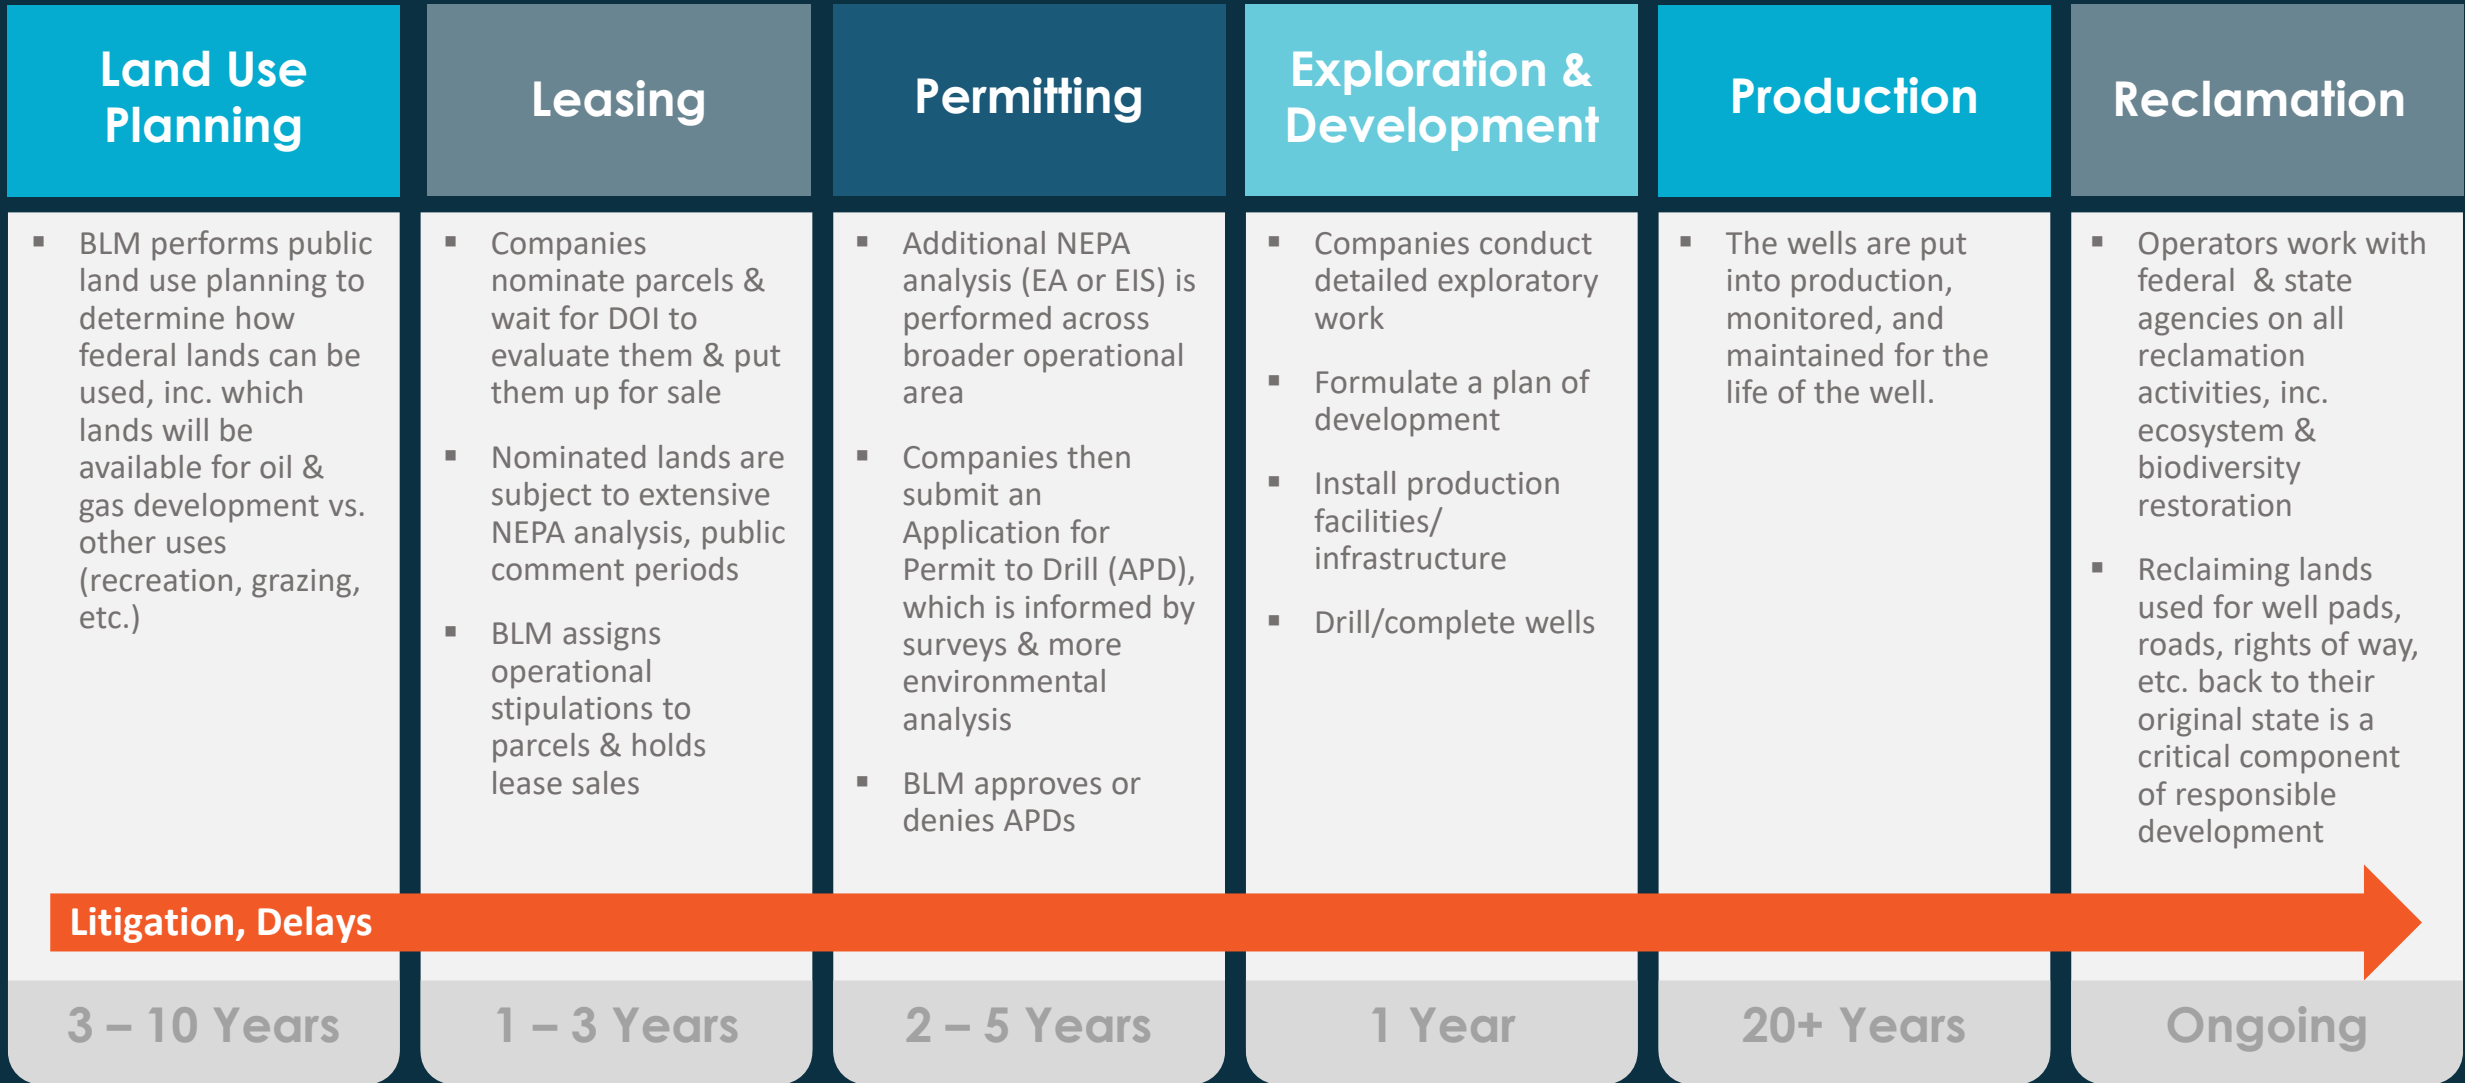 Land Use
Planning
▪ BLM performs public
land use planning to
determine how
federal lands can be
used, inc. which
lands will be
available for oil &
gas development vs.
other uses
(recreation, grazing,
etc.)
3 – 10 Years
Leasing
▪ Companies
nominate parcels &
wait for DOI to
evaluate them & put
them up for sale
▪ Nominated lands are
subject to extensive
NEPA analysis, public
comment periods
▪ BLM assigns
operational
stipulations to
parcels & holds
lease sales
1 – 3 Years
Permitting
▪ Additional NEPA
analysis (EA or EIS) is
performed across
broader operational
area
▪ Companies then
submit an
Application for
Permit to Drill (APD),
which is informed by
surveys & more
environmental
analysis
▪ BLM approves or
denies APDs
2 – 5 Years
Exploration &
Development
▪ Companies conduct
detailed exploratory
work
▪ Formulate a plan of
development
▪ Install production
facilities/
infrastructure
▪ Drill/complete wells
1 Year
Production
▪ The wells are put
into production,
monitored, and
maintained for the
life of the well.
20+ Years
Reclamation
▪ Operators work with
federal & state
agencies on all
reclamation
activities, inc.
ecosystem &
biodiversity
restoration
▪ Reclaiming lands
used for well pads,
roads, rights of way,
etc. back to their
original state is a
critical component
of responsible
development
Ongoing
Litigation, Delays